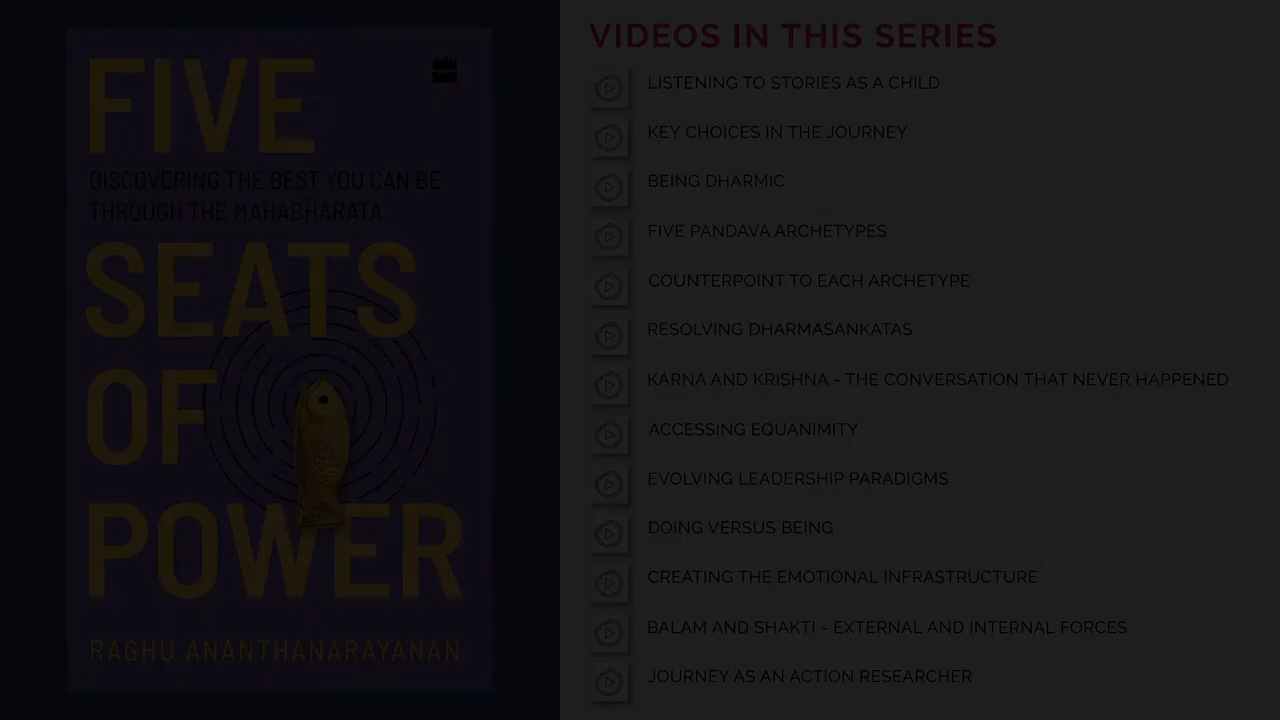 FIVE
DISCOVERING THE BEST YOU CAN BE
THROUGH THE MAHABHARATA
SEATS
OF
POWER
RAGHU ANANTHANARAYANAN
VIDEOS IN THIS SERIES
LISTENING TO STORIES AS A CHILD
KEY CHOICES IN THE JOURNEY
BEING DHARMIC
FIVE PANDAVA ARCHETYPES
COUNTERPOINT TO EACH ARCHETYPE
RESOLVING DHARMASANKATAS
KARNA AND KRISHNA - THE CONVERSATION THAT NEVER HAPPENED
ACCESSING EQUANIMITY
EVOLVING LEADERSHIP PARADIGMS
DOING VERSUS BEING
CREATING THE EMOTIONAL INFRASTRUCTURE
BALAM AND SHAKTI - EXTERNAL AND INTERNAL FORCES
JOURNEY AS AN ACTION RESEARCHER